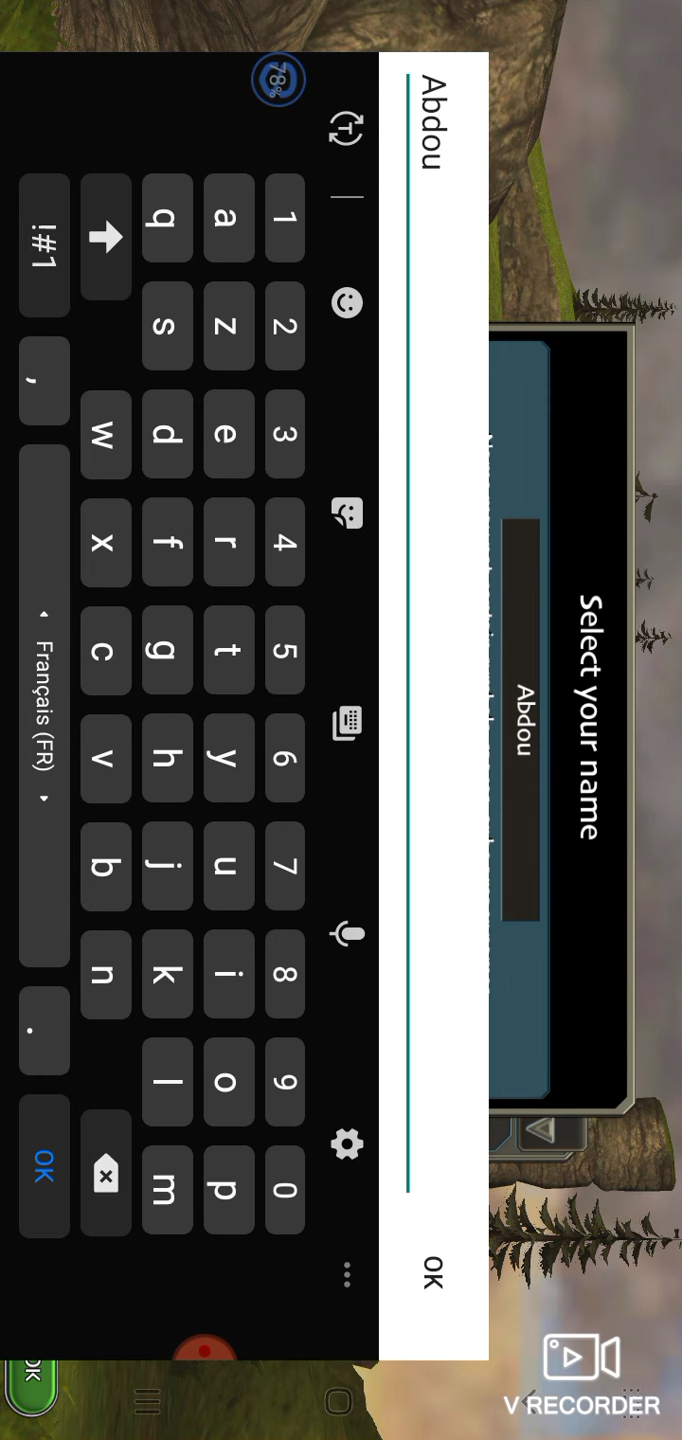 Select your name
Abdou
Abdou
OK
78%
1 2 3 4 5 6 7 8 9 0
a z e r t y u i o p
q s d f g h j k l m
w x c v b n
!#1 , Français (FR) . OK
OK
V RECORDER